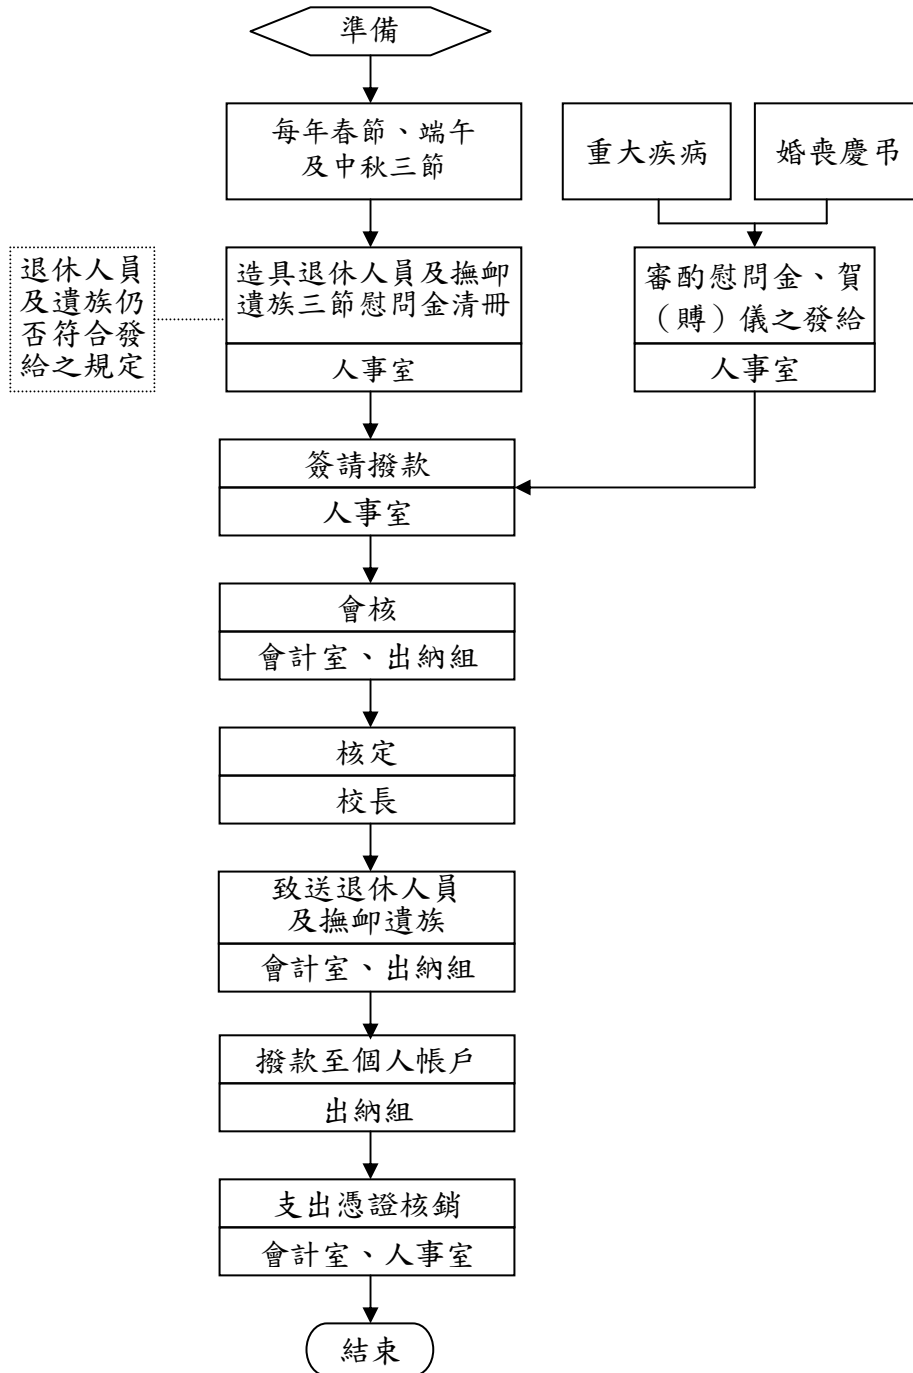 準備
每年春節、端午
及中秋三節
重大疾病
婚喪慶弔
退休人員
及遺族仍
否符合發
給之規定
造具退休人員及撫卹
遺族三節慰問金清冊
人事室
審酌慰問金、賀
（賻）儀之發給
人事室
簽請撥款
人事室
會核
會計室、出納組
核定
校長
致送退休人員
及撫卹遺族
會計室、出納組
撥款至個人帳戶
出納組
支出憑證核銷
會計室、人事室
結束